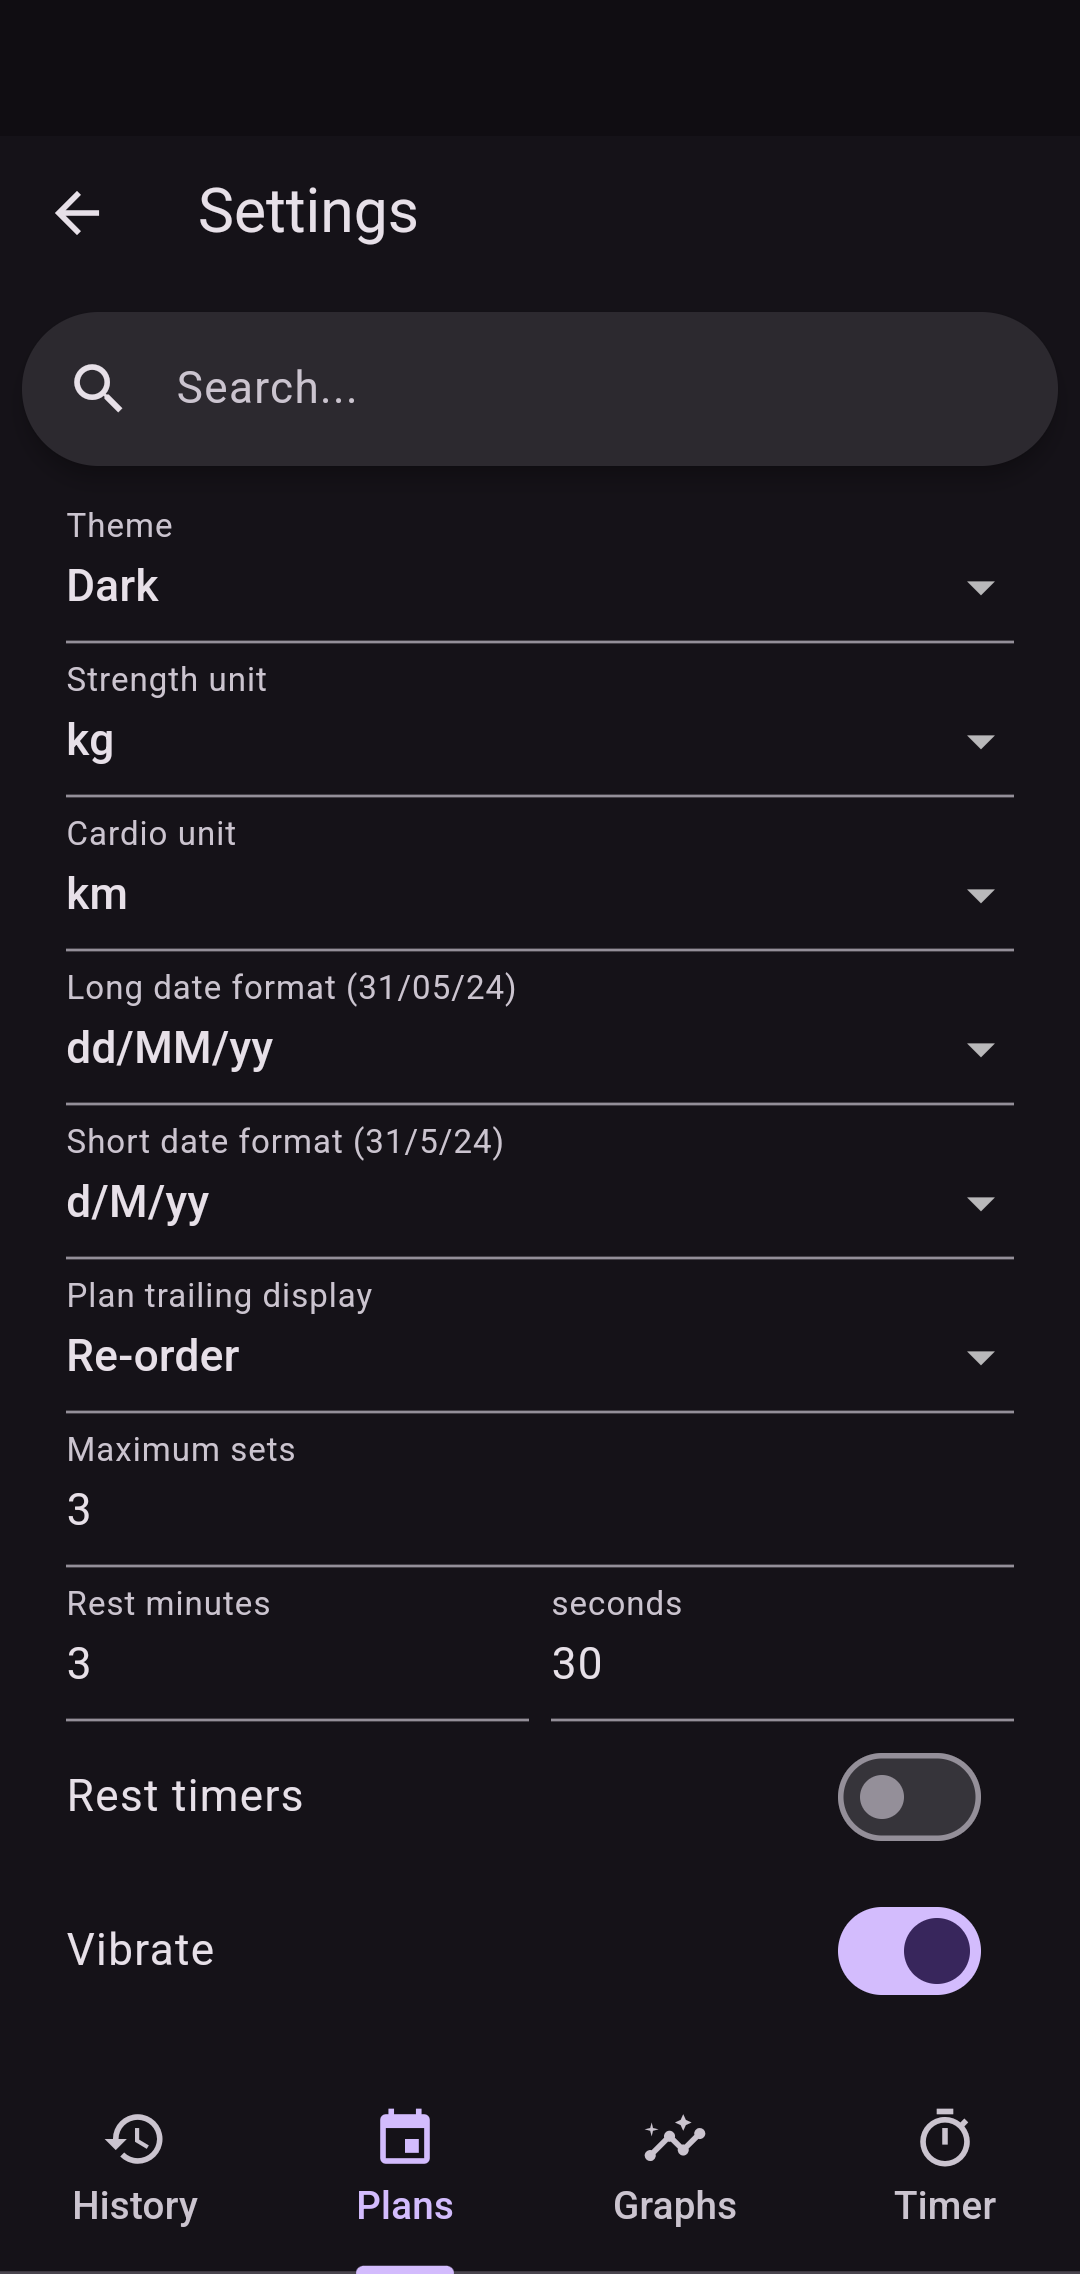 Settings
Search...
Theme
Dark
Strength unit
kg
Cardio unit
km
Long date format (31/05/24)
dd/MM/yy
Short date format (31/5/24)
d/M/yy
Plan trailing display
Re-order
Maximum sets
3
Rest minutes seconds
3 30
Rest timers
Vibrate
History Plans Graphs Timer